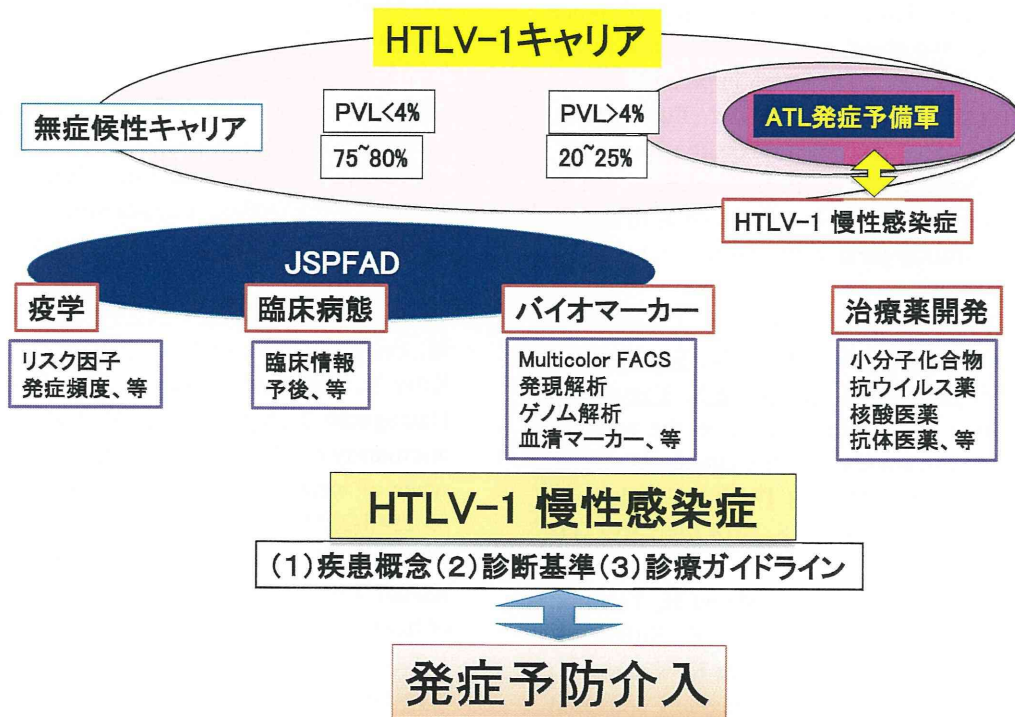 HTLV-1キャリア
無症候性キャリア
PVL<4%
75~80%
PVL>4%
20~25%
ATL発症予備軍
HTLV-1 慢性感染症
JSPFAD
疫学
リスク因子
発症頻度、等
臨床病態
臨床情報
予後、等
バイオマーカー
Multicolor FACS
発現解析
ゲノム解析
血清マーカー、等
治療薬開発
小分子化合物
抗ウイルス薬
核酸医薬
抗体医薬、等
HTLV-1 慢性感染症
(1)疾患概念(2)診断基準(3)診療ガイドライン
発症予防介入